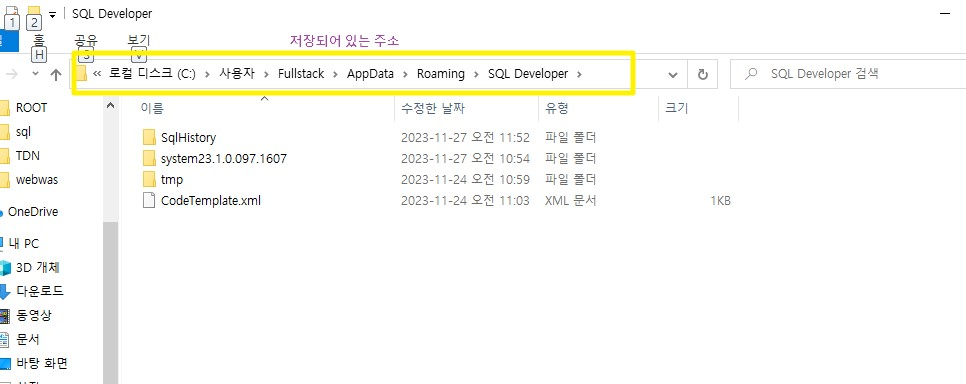 1 2 SQL Developer
홈 공유 보기 저장되어 있는 주소
H S V
« 로컬 디스크 (C:) › 사용자 › Fullstack › AppData › Roaming › SQL Developer ›
SQL Developer 검색
이름 수정한 날짜 유형 크기
SqlHistory 2023-11-27 오전 11:52 파일 폴더
system23.1.0.097.1607 2023-11-27 오전 10:54 파일 폴더
tmp 2023-11-24 오전 10:59 파일 폴더
CodeTemplate.xml 2023-11-24 오전 11:03 XML 문서 1KB
ROOT
sql
TDN
webwas
OneDrive
내 PC
3D 개체
다운로드
동영상
문서
바탕 화면